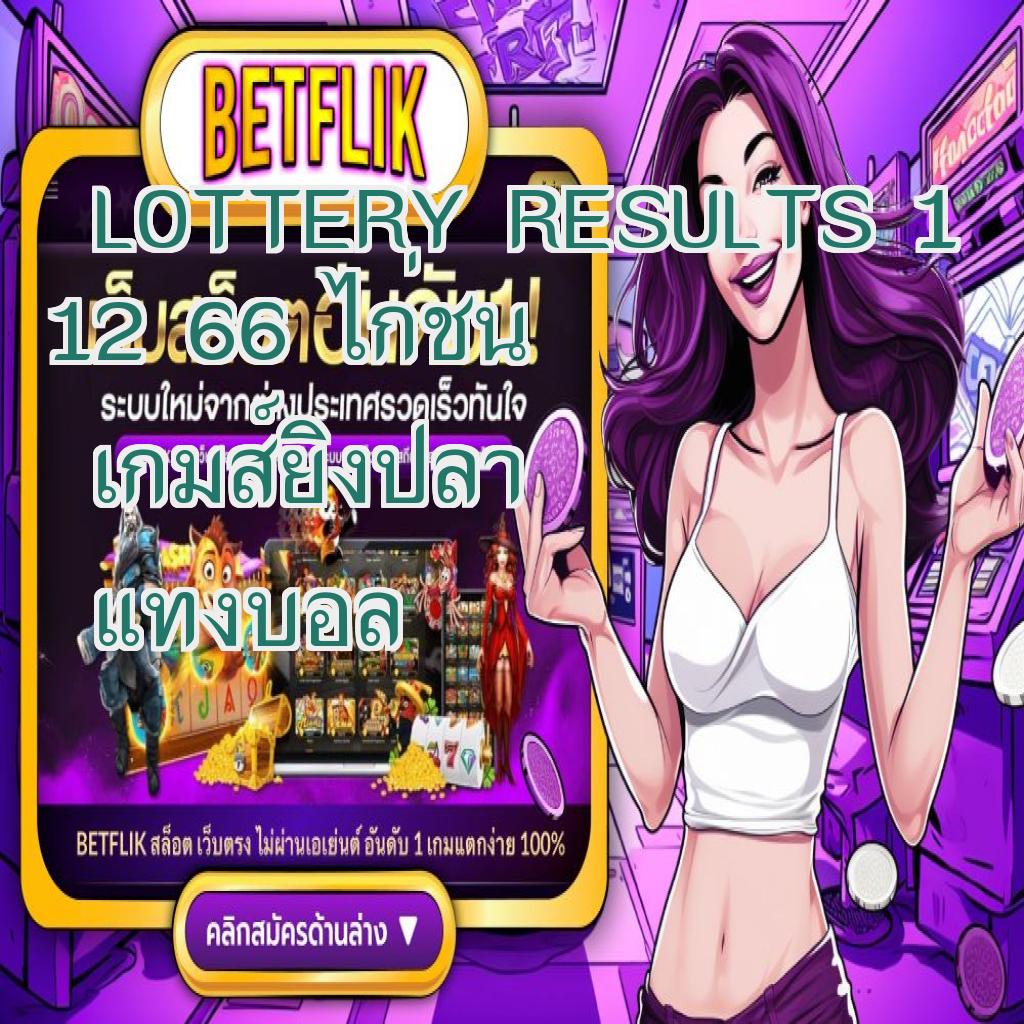 BETFLIK
LOTTERY RESULTS 1
12 66 ไก่ชน
ระบบใหม่จากต่างประเทศรวดเร็วทันใจ
เกมส์ยิงปลา
แทงบอล
BETFLIK สล็อต เว็บตรง ไม่ผ่านเอเย่นต์ อันดับ 1 เกมแตกง่าย 100%
คลิกสมัครด้านล่าง ▼